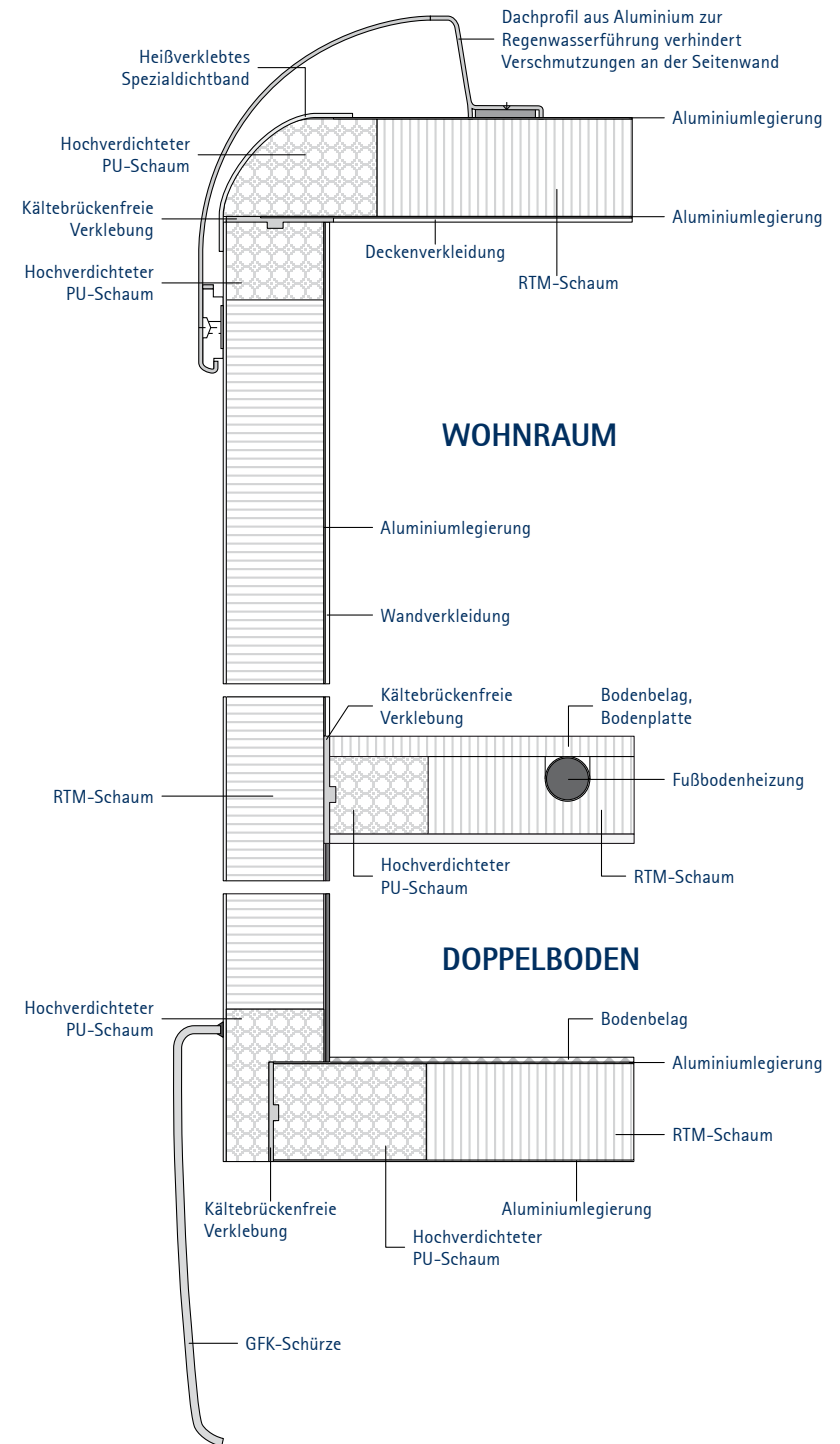 Dachprofil aus Aluminium zur
Regenwasserführung verhindert
Verschmutzungen an der Seitenwand
Heißverklebtes
Spezialdichtband
Aluminiumlegierung
Hochverdichteter
PU-Schaum
Kältebrückenfreie
Verklebung
Aluminiumlegierung
Deckenverkleidung
Hochverdichteter
PU-Schaum
RTM-Schaum
WOHNRAUM
Aluminiumlegierung
Wandverkleidung
Kältebrückenfreie
Verklebung
Bodenbelag,
Bodenplatte
Fußbodenheizung
RTM-Schaum
Hochverdichteter
PU-Schaum
RTM-Schaum
DOPPELBODEN
Hochverdichteter
PU-Schaum
Bodenbelag
Aluminiumlegierung
RTM-Schaum
Kältebrückenfreie
Verklebung
Aluminiumlegierung
Hochverdichteter
PU-Schaum
GFK-Schürze